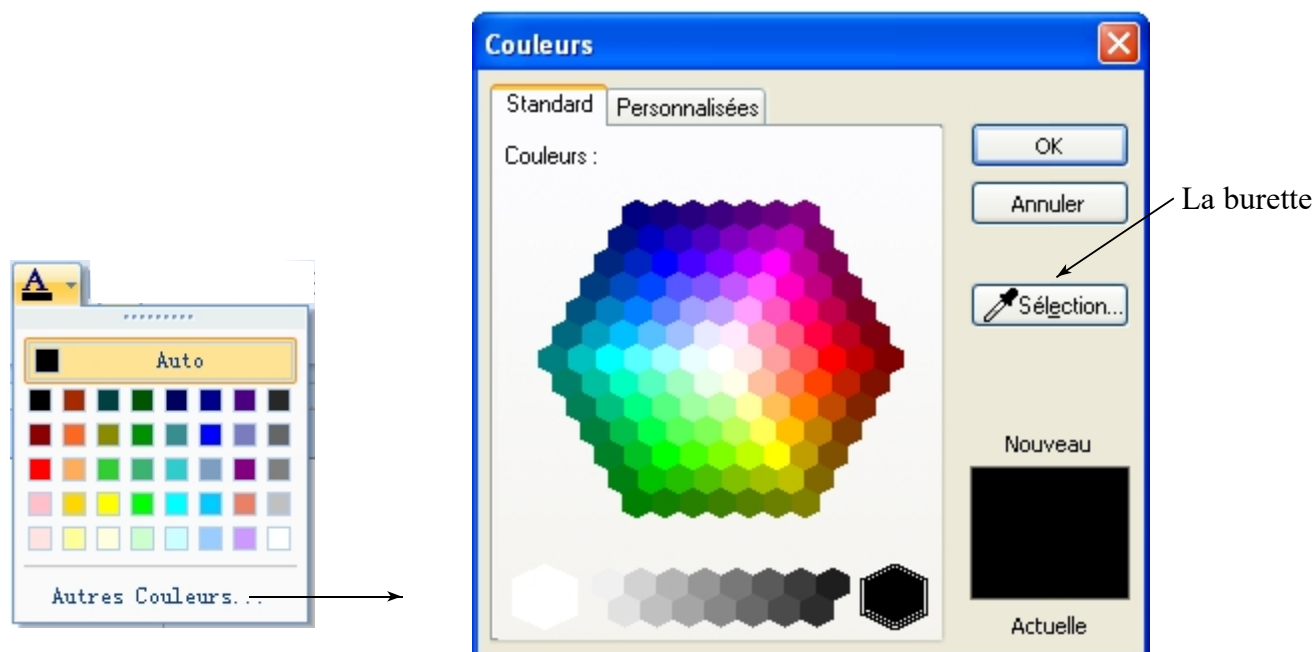 Couleurs
Standard
Personnalisées
Couleurs :
OK
Annuler
La burette
Sélection...
A
Auto
Nouveau
Autres Couleurs...
Actuelle